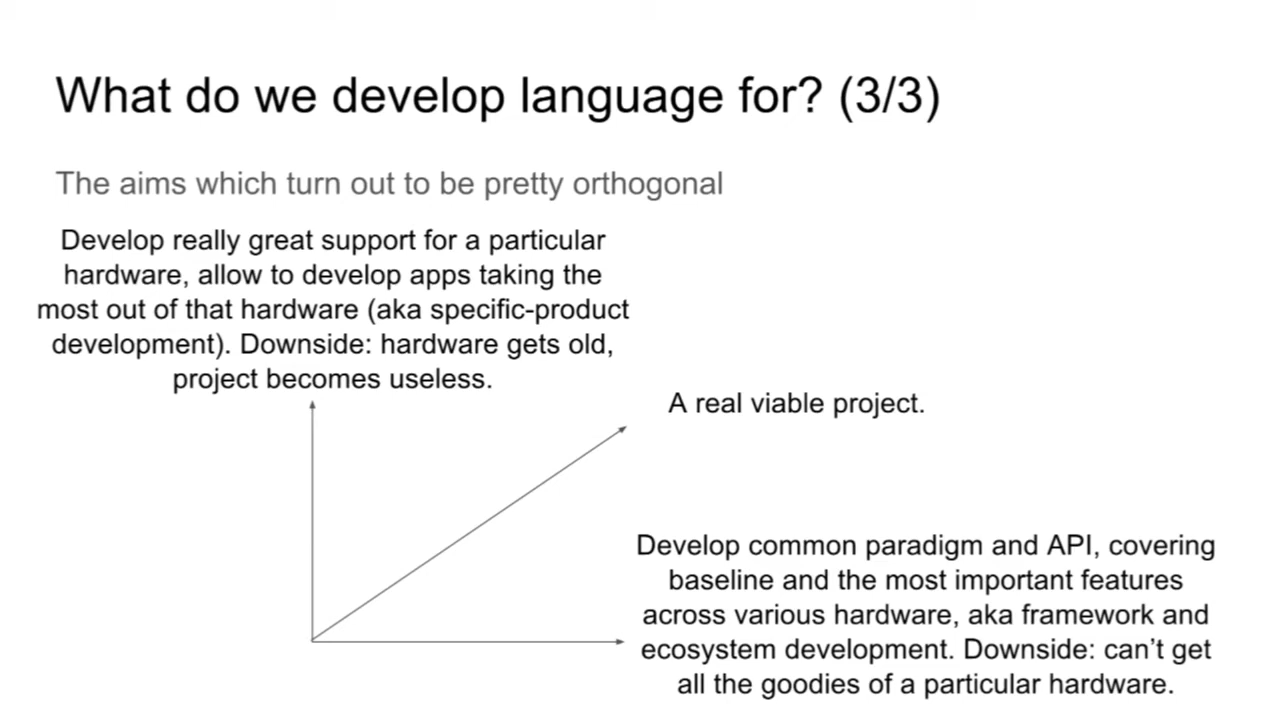 What do we develop language for? (3/3)
The aims which turn out to be pretty orthogonal
Develop really great support for a particular
hardware, allow to develop apps taking the
most out of that hardware (aka specific-product
development). Downside: hardware gets old,
project becomes useless.
A real viable project.
Develop common paradigm and API, covering
baseline and the most important features
across various hardware, aka framework and
ecosystem development. Downside: can’t get
all the goodies of a particular hardware.